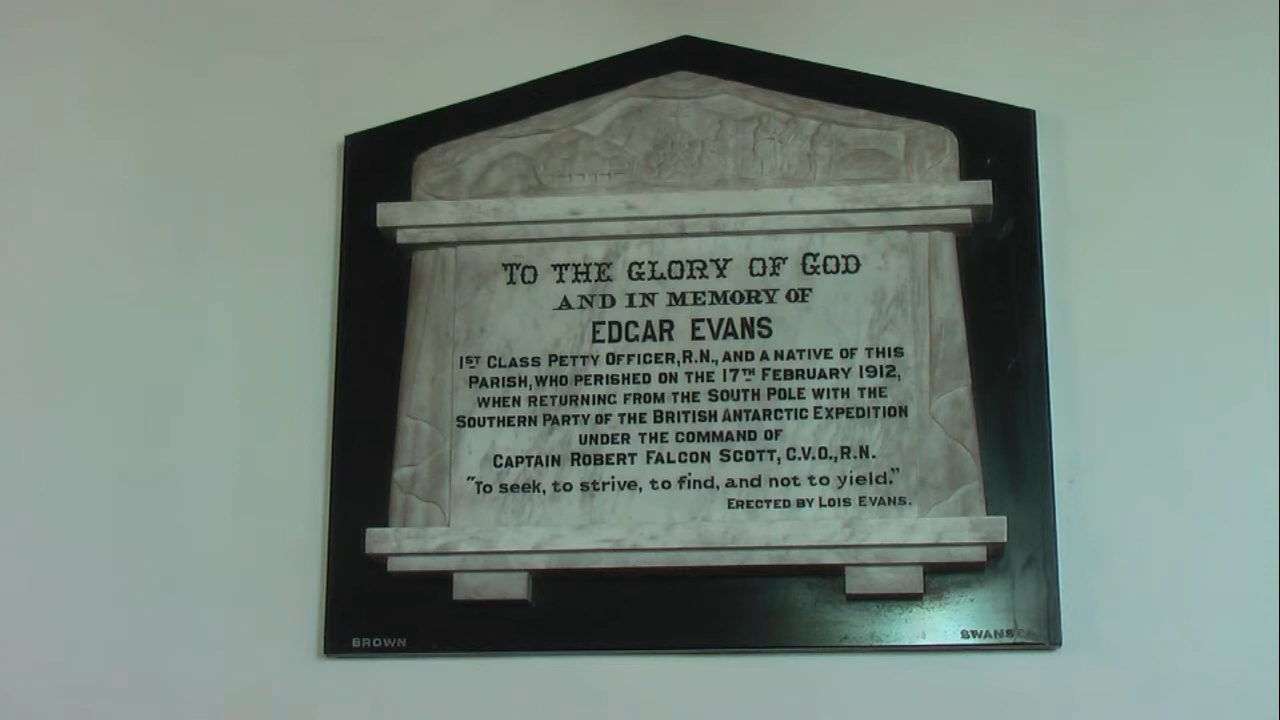 TO THE GLORY OF GOD
AND IN MEMORY OF
EDGAR EVANS
1ST CLASS PETTY OFFICER, R.N., AND A NATIVE OF THIS
PARISH, WHO PERISHED ON THE 17TH FEBRUARY 1912,
WHEN RETURNING FROM THE SOUTH POLE WITH THE
SOUTHERN PARTY OF THE BRITISH ANTARCTIC EXPEDITION
UNDER THE COMMAND OF
CAPTAIN ROBERT FALCON SCOTT, C.V.O., R.N.
"To seek, to strive, to find, and not to yield."
ERECTED BY LOIS EVANS.
BROWN
SWANSEA